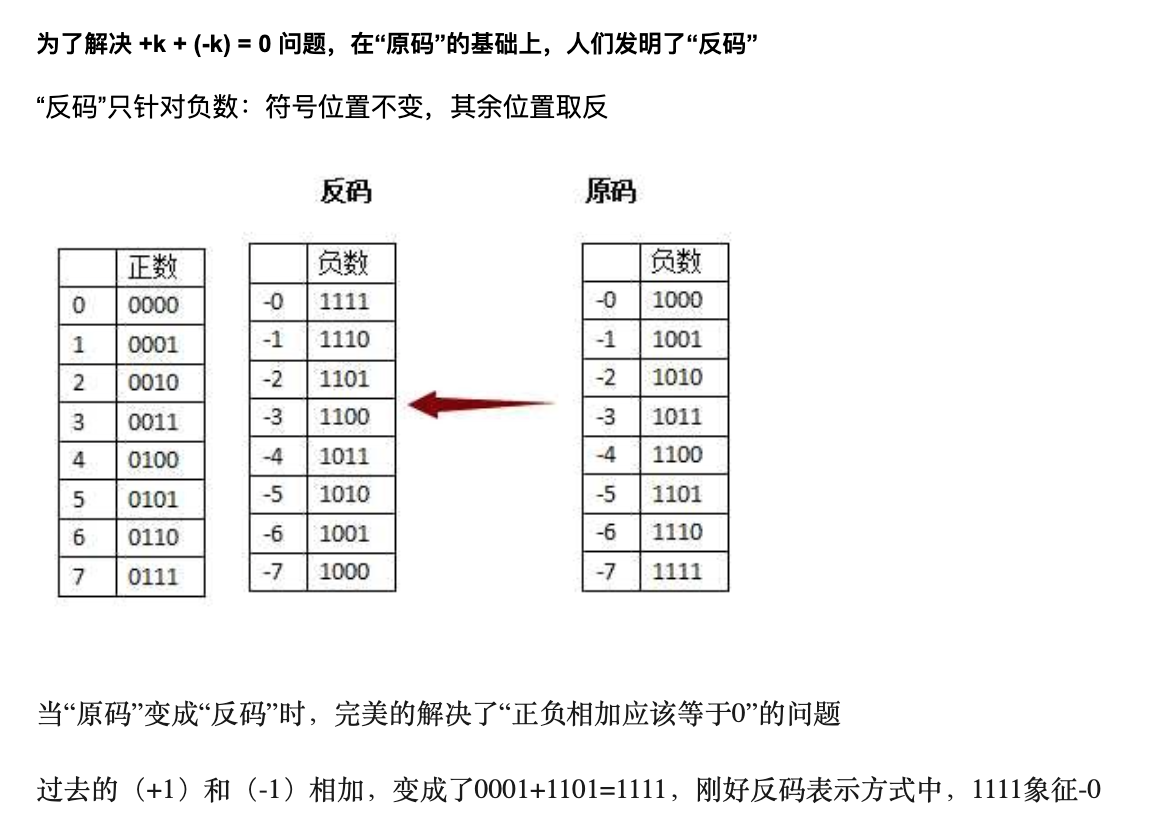 为了解决 +k + (-k) = 0 问题，在“原码”的基础上，人们发明了“反码”
“反码”只针对负数：符号位置不变，其余位置取反
反码 原码
正数 负数 负数
0 0000 -0 1111 -0 1000
1 0001 -1 1110 -1 1001
2 0010 -2 1101 -2 1010
3 0011 -3 1100 -3 1011
4 0100 -4 1011 -4 1100
5 0101 -5 1010 -5 1101
6 0110 -6 1001 -6 1110
7 0111 -7 1000 -7 1111
当“原码”变成“反码”时，完美的解决了“正负相加应该等于0”的问题
过去的（+1）和（-1）相加，变成了0001+1101=1111，刚好反码表示方式中，1111象征-0